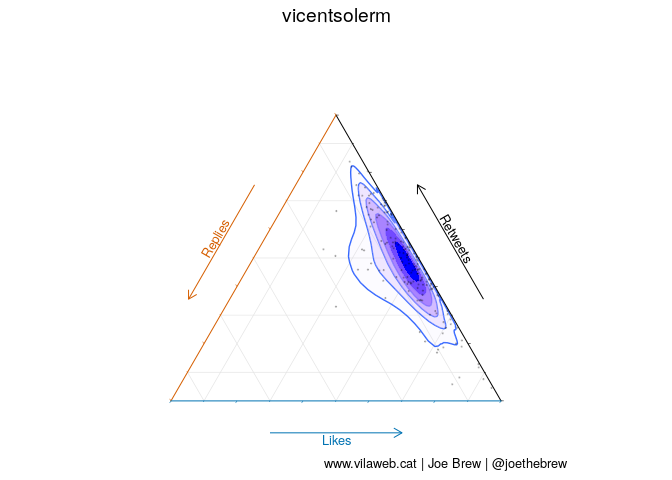 vicentsolerm
Replies
Retweets
Likes
www.vilaweb.cat | Joe Brew | @joethebrew